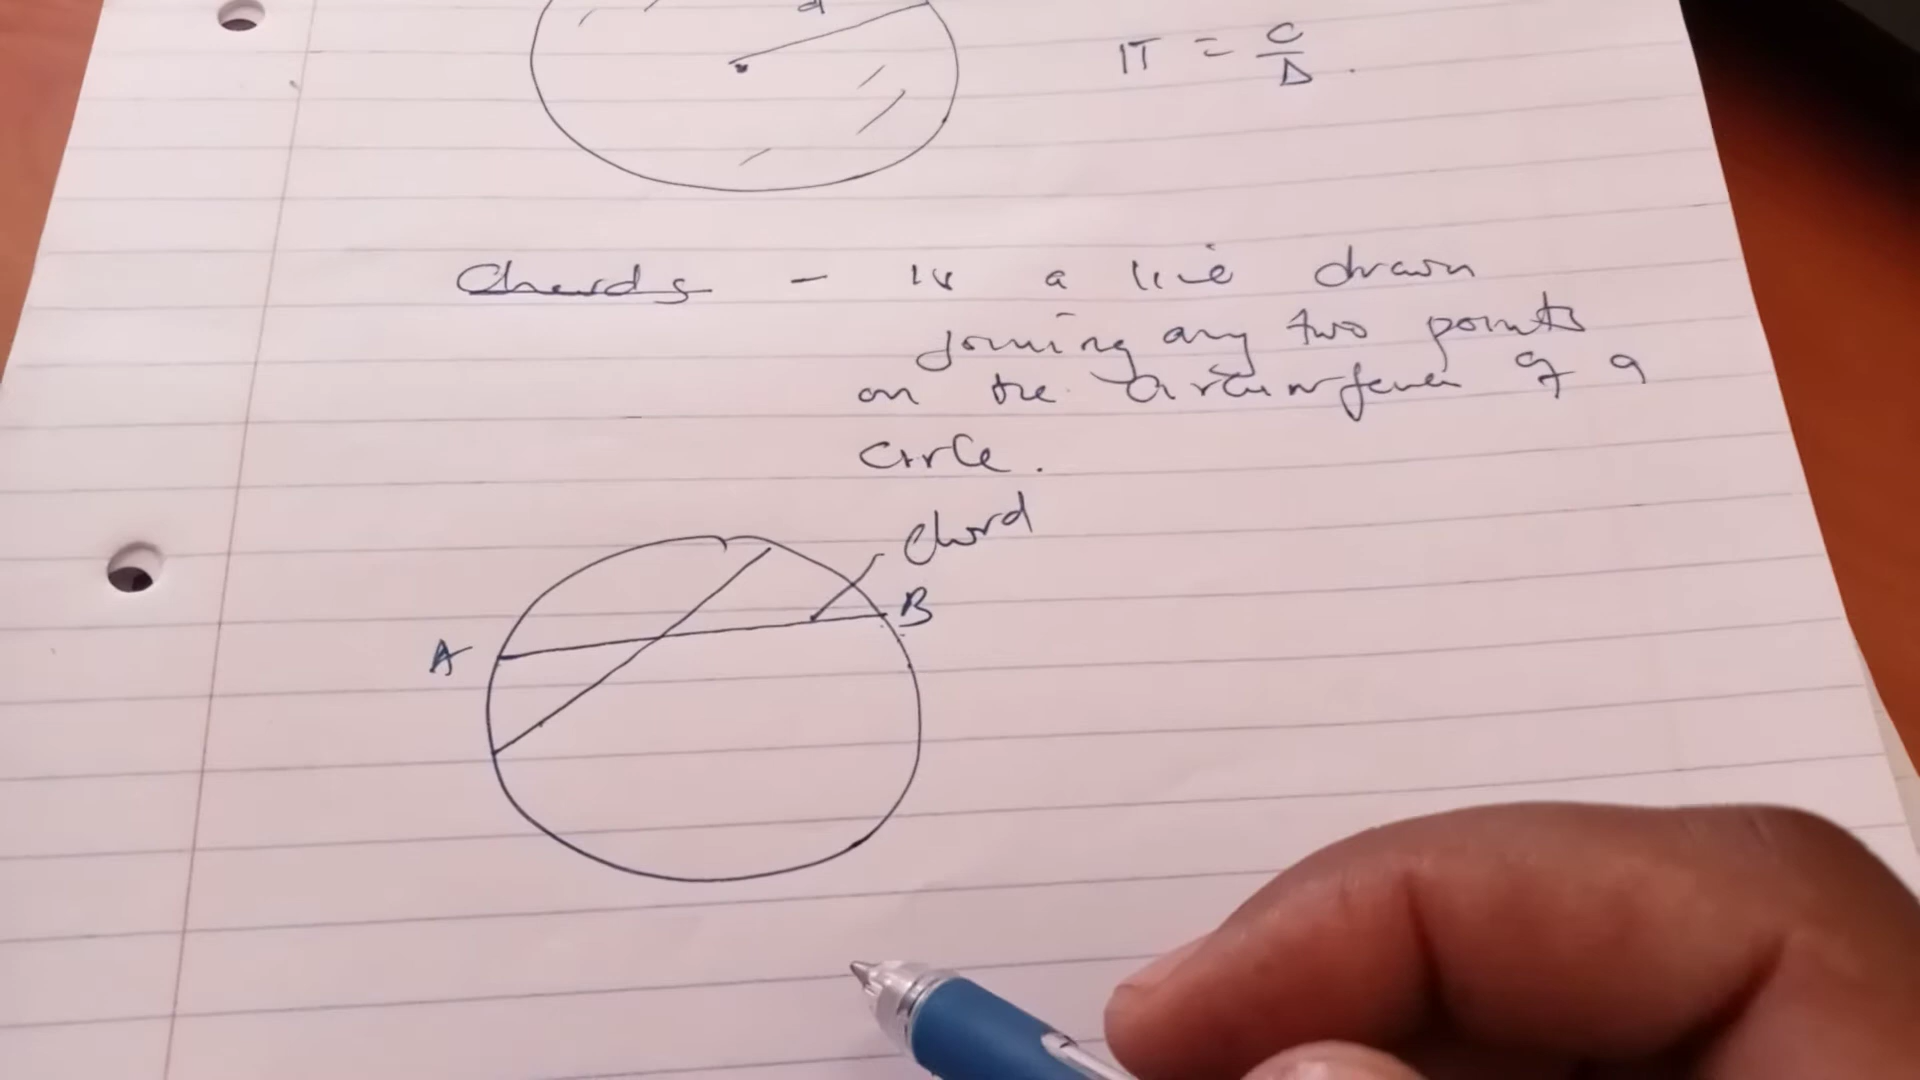 d
π = C/D.
Chords - is a line drawn
joining any two points
on the circumference of a
circle.
Chord
B
A